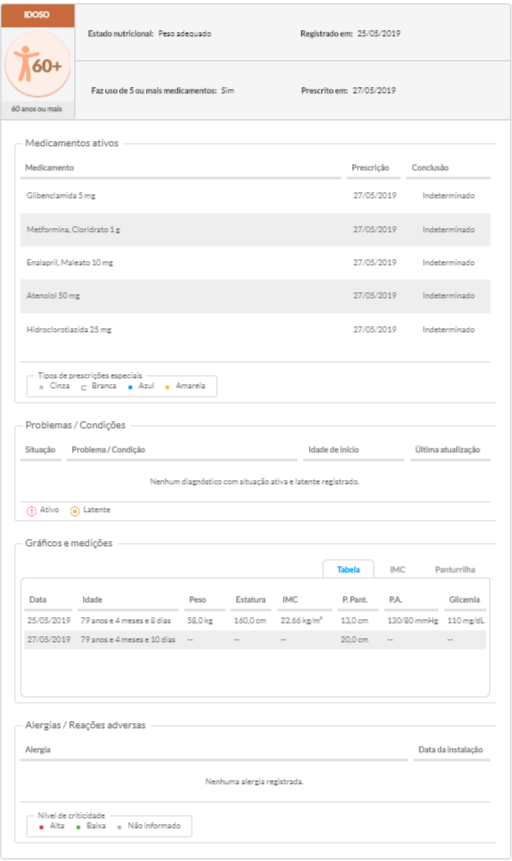 IDOSO
60+
60 anos ou mais
Estado nutricional: Peso adequado
Registrado em: 25/05/2019
Faz uso de 5 ou mais medicamentos: Sim
Prescrito em: 27/05/2019
Medicamentos ativos
Medicamento Prescrição Conclusão
Glibenclamida 5 mg 27/05/2019 Indeterminado
Metformina, Cloridrato 1 g 27/05/2019 Indeterminado
Enalapril, Maleato 10 mg 27/05/2019 Indeterminado
Atenolol 50 mg 27/05/2019 Indeterminado
Hidroclorotiazida 25 mg 27/05/2019 Indeterminado
Tipos de prescrições especiais
Cinza Branca Azul Amarela
Problemas / Condições
Situação Problema / Condição Idade de início Última atualização
Nenhum diagnóstico com situação ativa e latente registrado.
Ativo Latente
Gráficos e medições
Tabela IMC Panturrilha
Data Idade Peso Estatura IMC P. Pant. P.A. Glicemia
25/05/2019 79 anos e 4 meses e 8 dias 58,0 kg 160,0 cm 22.66 kg/m² 13,0 cm 130/80 mmHg 110 mg/dL
27/05/2019 79 anos e 4 meses e 10 dias -- -- -- 20,0 cm -- --
Alergias / Reações adversas
Alergia Data da instalação
Nenhuma alergia registrada.
Nível de criticidade
Alta Baixa Não informado